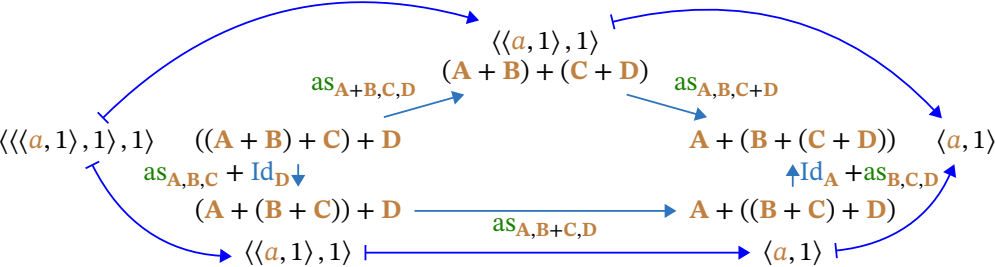 ⟨⟨a, 1⟩ , 1⟩
(A + B) + (C + D)
as_{A+B,C,D} as_{A,B,C+D}
⟨⟨⟨a, 1⟩ , 1⟩ , 1⟩ ((A + B) + C) + D A + (B + (C + D)) ⟨a, 1⟩
as_{A,B,C} + Id_D Id_A +as_{B,C,D}
(A + (B + C)) + D A + ((B + C) + D)
as_{A,B+C,D}
⟨⟨a, 1⟩, 1⟩ ⟨a, 1⟩